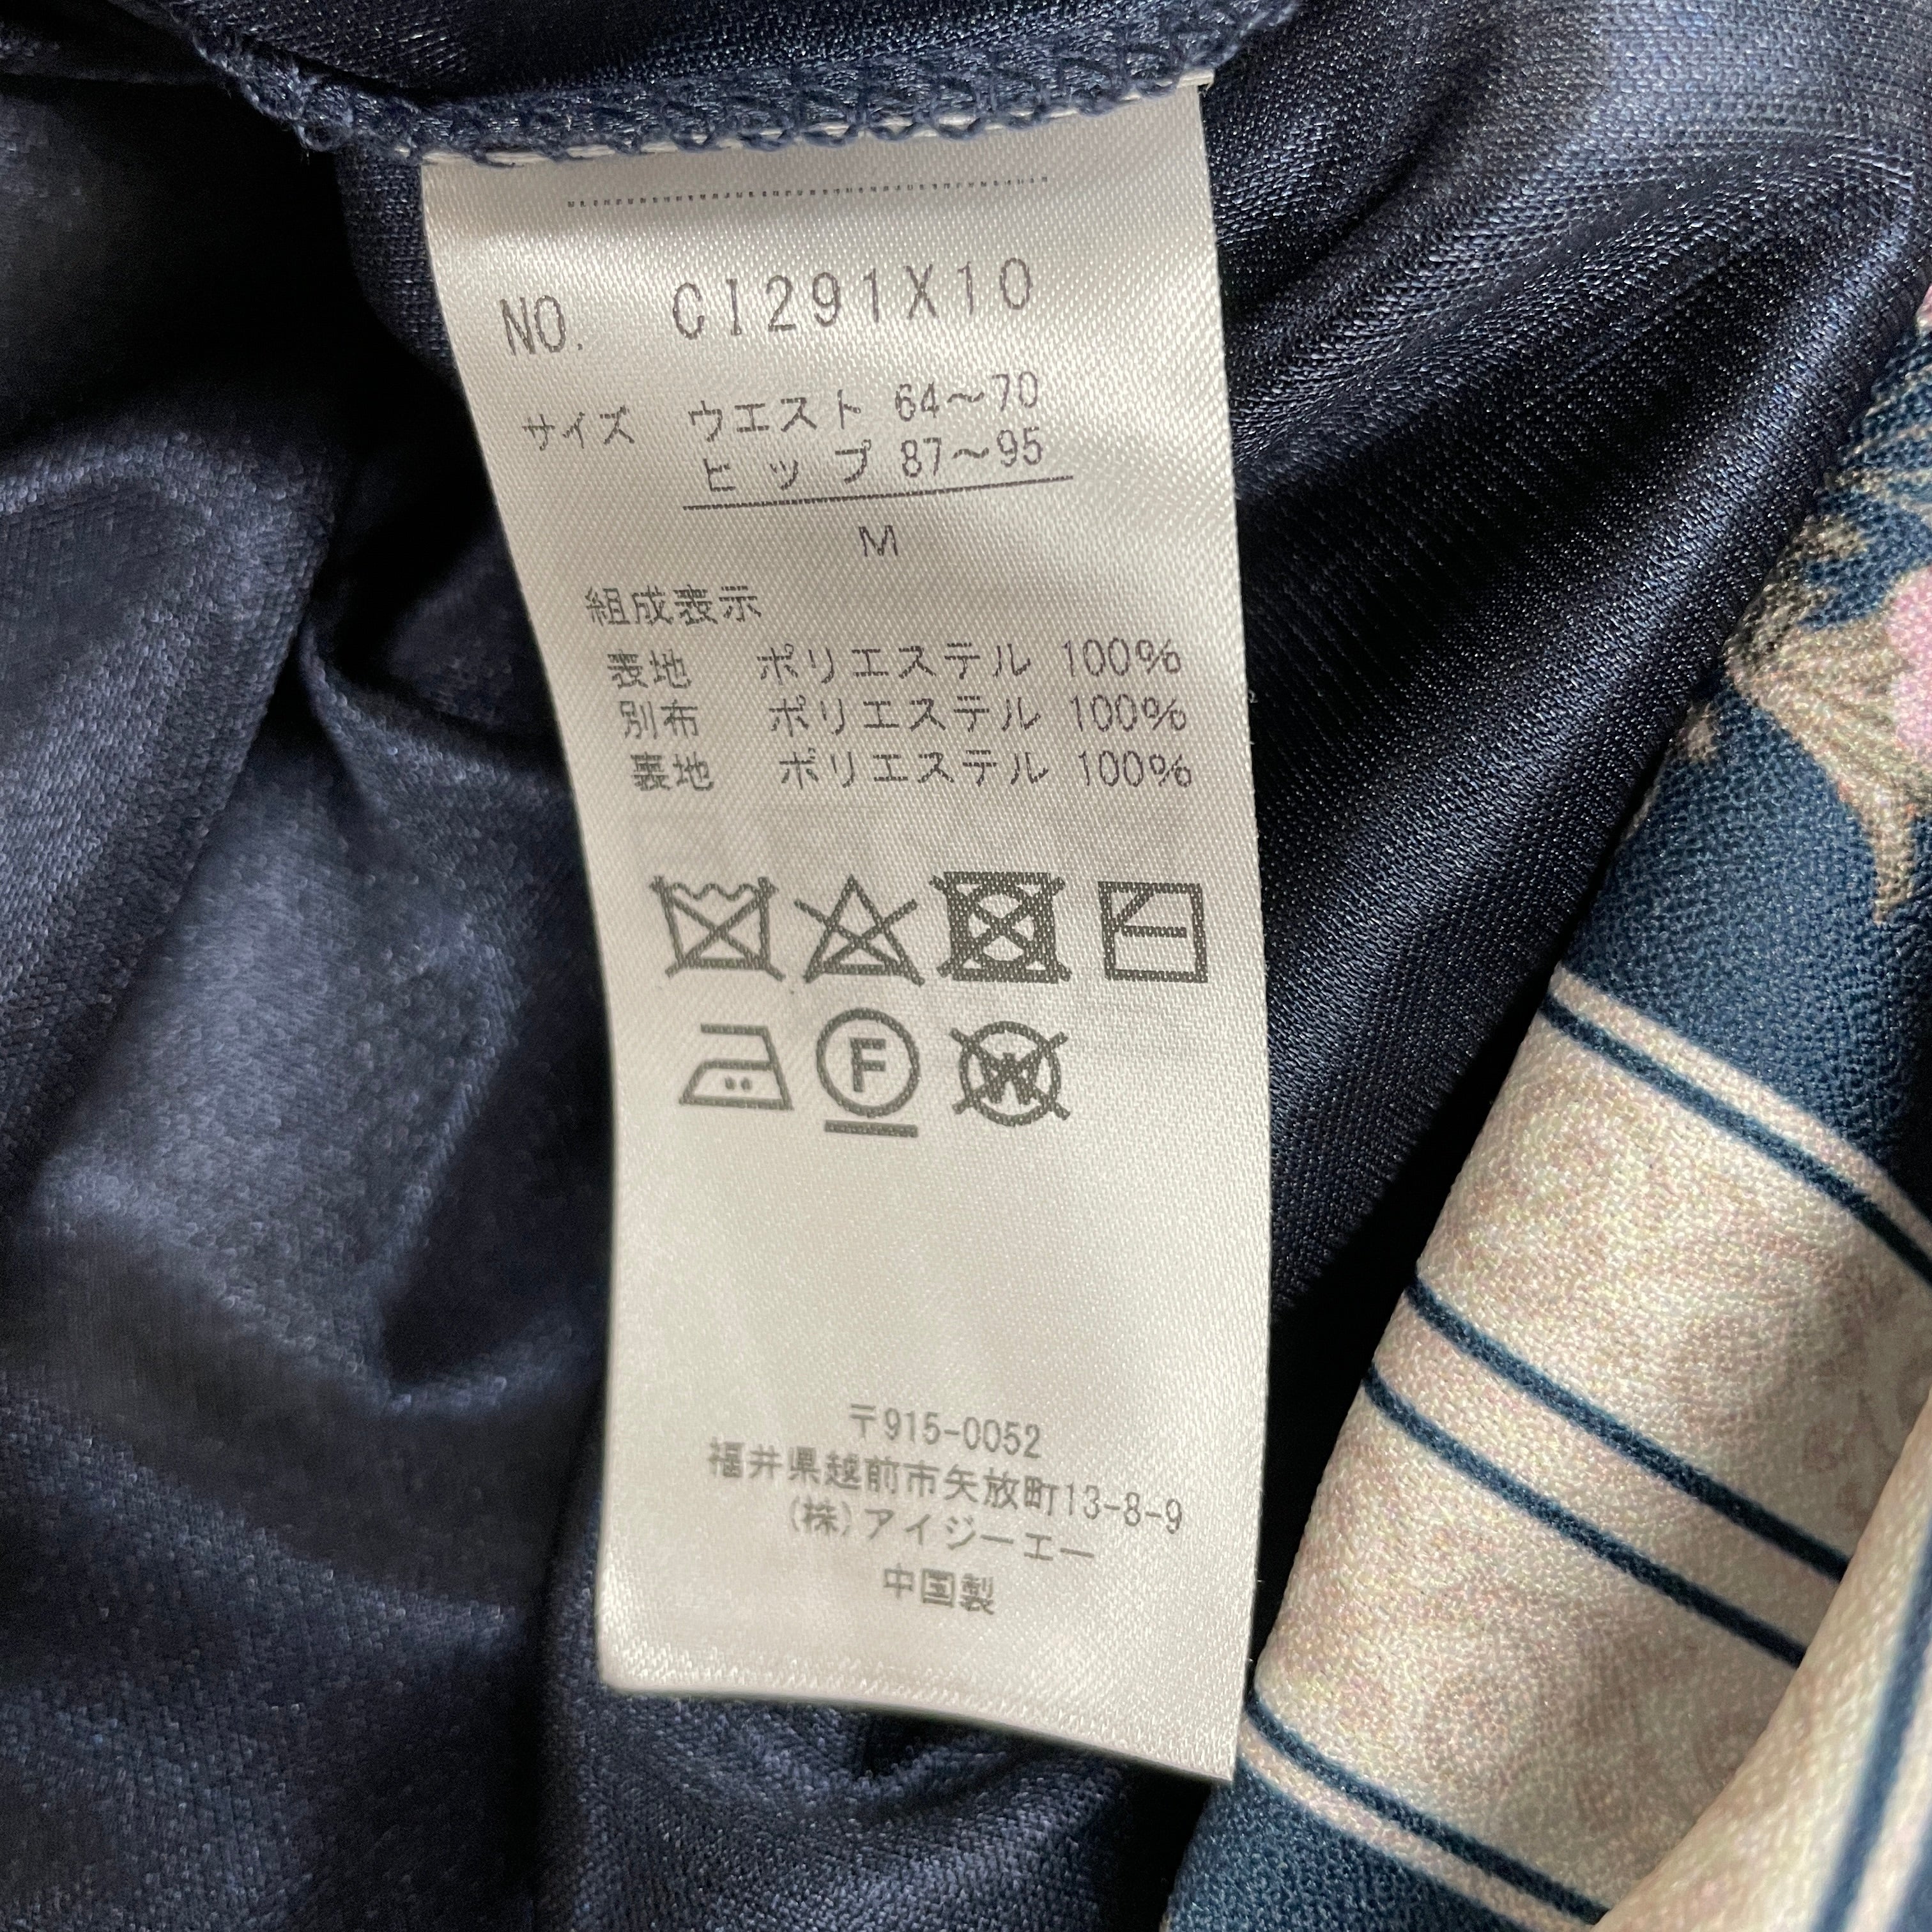 NO. CI291X10
サイズ ウエスト 64～70
ヒップ 87～95
M
組成表示
表地 ポリエステル 100%
別布 ポリエステル 100%
裏地 ポリエステル 100%
F
W
〒915-0052
福井県越前市矢放町13-8-9
(株)アイジーエー
中国製